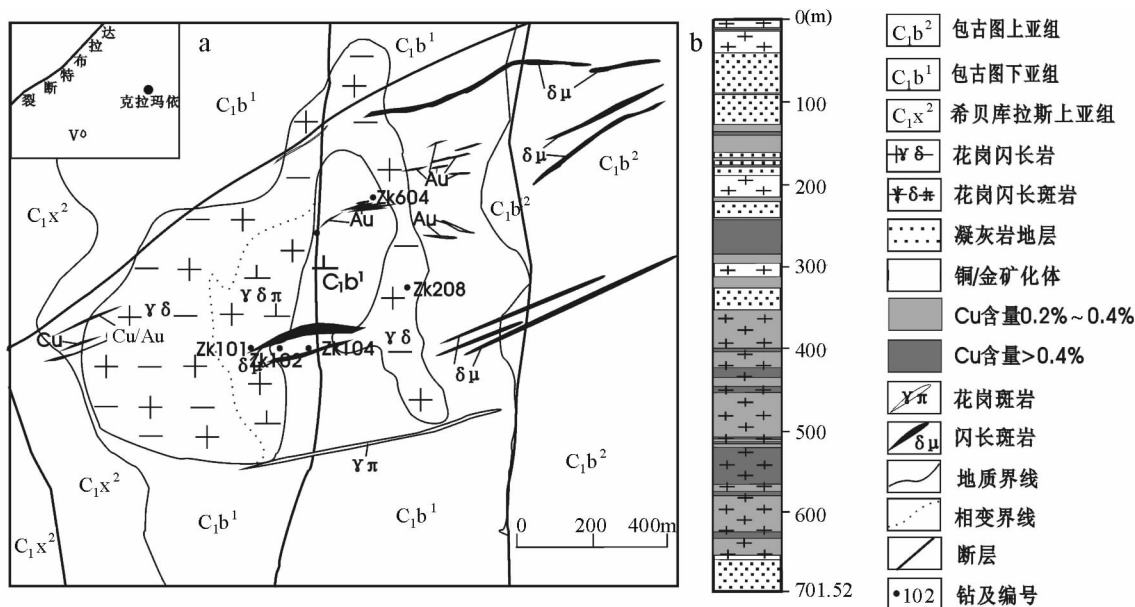 a
达拉布特断裂
克拉玛依
V⁰
C₁b¹
C₁b²
δμ
δμ
C₁b²
C₁x²
Au
Zk604
Au
Au
C₁b²
C₁b¹
γδπ
Zk208
γδ
Cu
Cu/Au
γδ
Zk101
Zk102
Zk104
δμ
δμ
δμ
γπ
C₁x²
C₁b¹
C₁b¹
C₁b²
C₁x²
0 200 400m
b
0(m)
100
200
300
400
500
600
701.52
C₁b² 包古图上亚组
C₁b¹ 包古图下亚组
C₁x² 希贝库拉斯上亚组
γδ 花岗闪长岩
花岗闪长斑岩
凝灰岩地层
铜/金矿化体
Cu含量0.2%~0.4%
Cu含量>0.4%
γπ 花岗斑岩
δμ 闪长斑岩
地质界线
相变界线
断层
•102 钻及编号